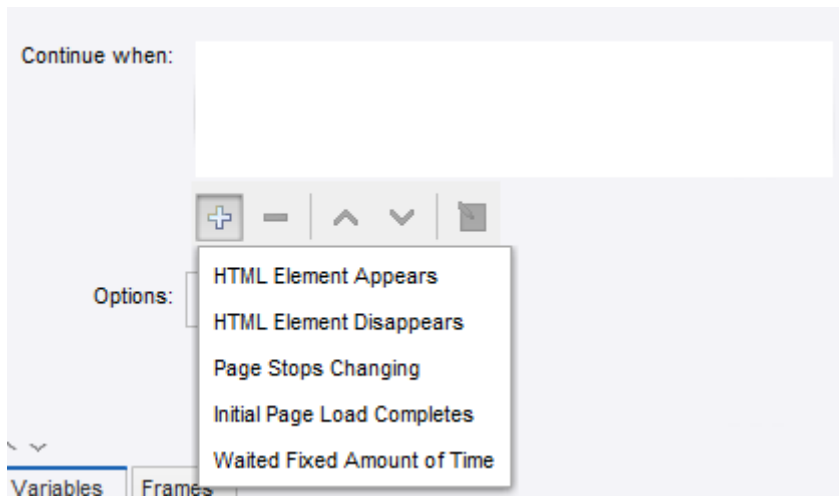 Continue when:
HTML Element Appears
Options:
HTML Element Disappears
Page Stops Changing
Initial Page Load Completes
Waited Fixed Amount of Time
Variables
Frames